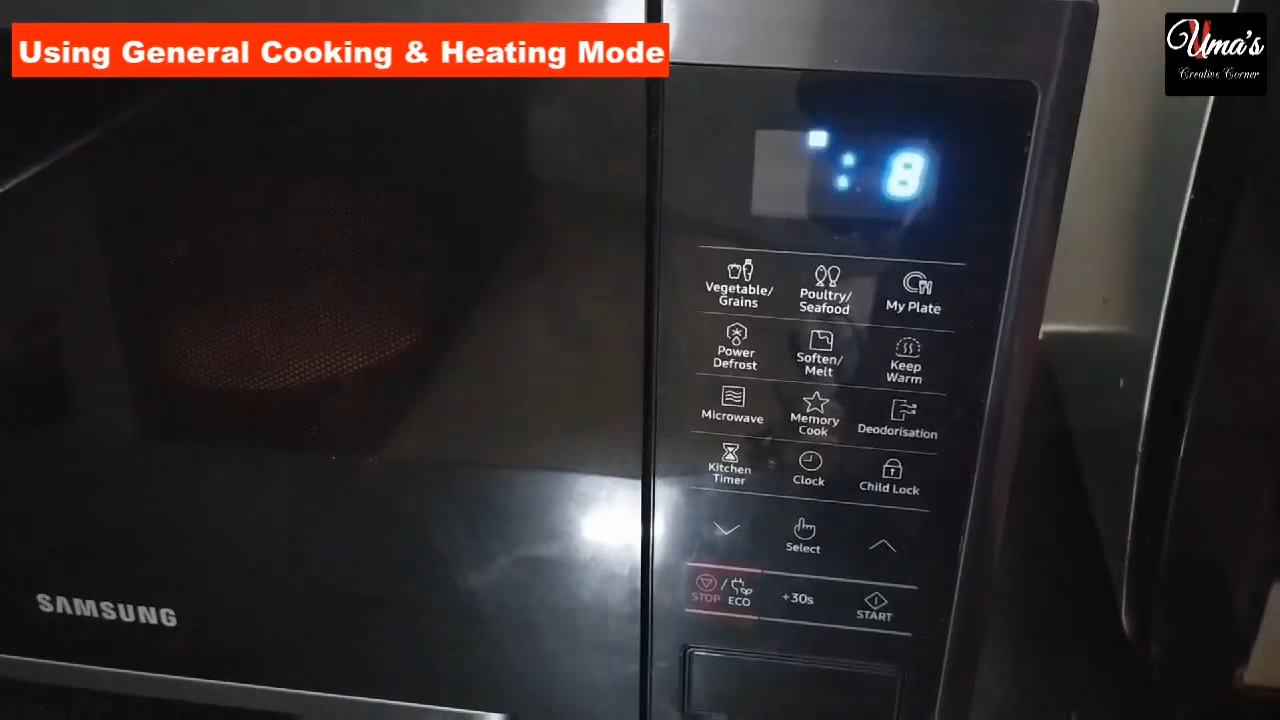 Using General Cooking & Heating Mode
Uma's
Creative Corner
: 8
Vegetable/
Grains
Poultry/
Seafood
My Plate
Power
Defrost
Soften/
Melt
Keep
Warm
Microwave
Memory
Cook
Deodorisation
Kitchen
Timer
Clock
Child Lock
Select
STOP / ECO
+30s
START
SAMSUNG